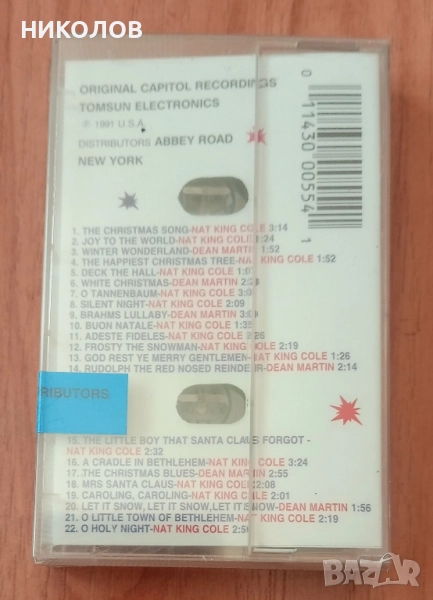 НИКОЛОВ
ORIGINAL CAPITOL RECORDINGS
TOMSUN ELECTRONICS
℗ 1991 U.S.A.
DISTRIBUTORS ABBEY ROAD
NEW YORK
0 11430 00554 1
1. THE CHRISTMAS SONG-NAT KING COLE 3:14
2. JOY TO THE WORLD-NAT KING COLE 1:24
3. WINTER WONDERLAND-DEAN MARTIN 1:52
4. THE HAPPIEST CHRISTMAS TREE-NAT KING COLE 1:52
5. DECK THE HALL-NAT KING COLE
6. WHITE CHRISTMAS-DEAN MARTIN
7. O TANNENBAUM-NAT KING COLE
8. SILENT NIGHT-NAT KING COLE 2:09
9. BRAHMS LULLABY-DEAN MARTIN
10. BUON NATALE-NAT KING COLE
11. ADESTE FIDELES-NAT KING COLE 2:26
12. FROSTY THE SNOWMAN-NAT KING COLE 2:19
13. GOD REST YE MERRY GENTLEMEN-NAT KING COLE 1:26
14. RUDOLPH THE RED NOSED REINDEUR-DEAN MARTIN 2:14
RIBUTORS
15. THE LITTLE BOY THAT SANTA CLAUS FORGOT -
NAT KING COLE 2:32
16. A CRADLE IN BETHLEHEM-NAT KING COLE 3:24
17. THE CHRISTMAS BLUES-DEAN MARTIN 2:55
18. MRS SANTA CLAUS-NAT KING COLE 2:08
19. CAROLING, CAROLING-NAT KING COLE 2:01
20. LET IT SNOW, LET IT SNOW, LET IT SNOW-DEAN MARTIN 1:56
21. O LITTLE TOWN OF BETHLEHEM-NAT KING COLE 2:19
22. O HOLY NIGHT-NAT KING COLE
BAZAR